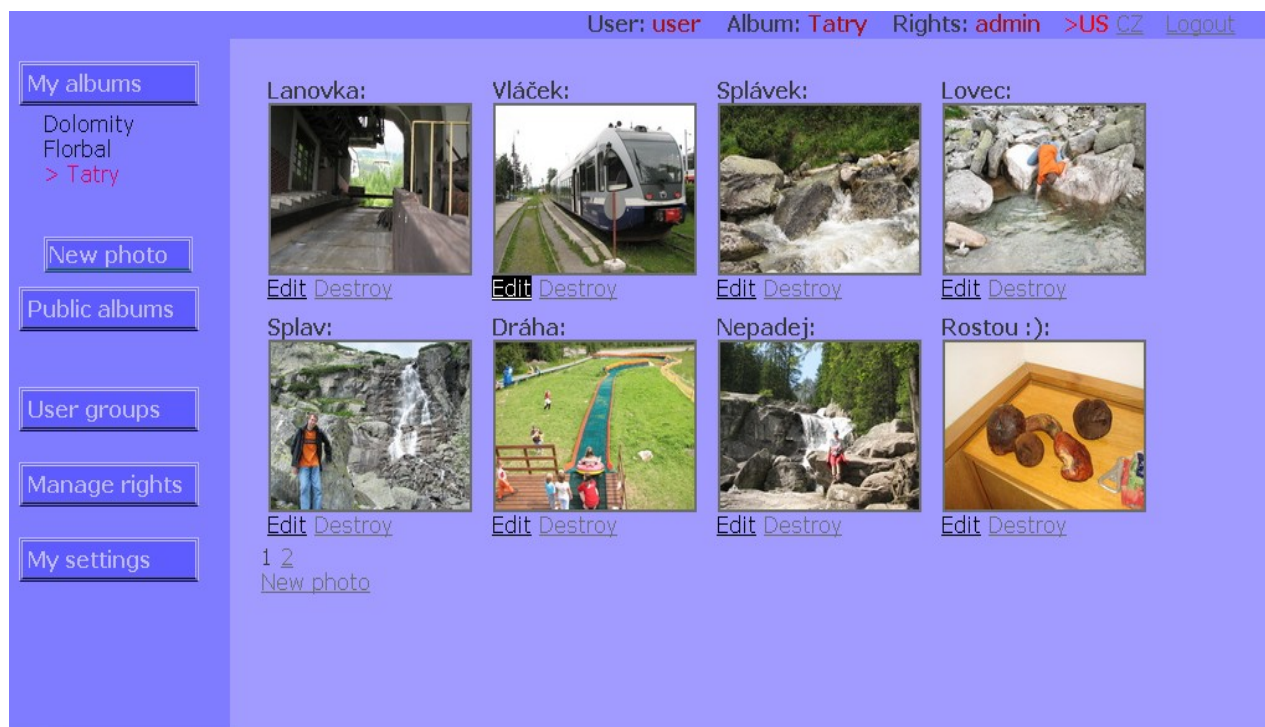 User: user Album: Tatry Rights: admin >US CZ Logout
My albums
Dolomity
Florbal
> Tatry
New photo
Public albums
User groups
Manage rights
My settings
Lanovka: Vláček: Splávek: Lovec:
Edit Destroy Edit Destroy Edit Destroy Edit Destroy
Splav: Dráha: Nepadej: Rostou :):
Edit Destroy Edit Destroy Edit Destroy Edit Destroy
1 2
New photo